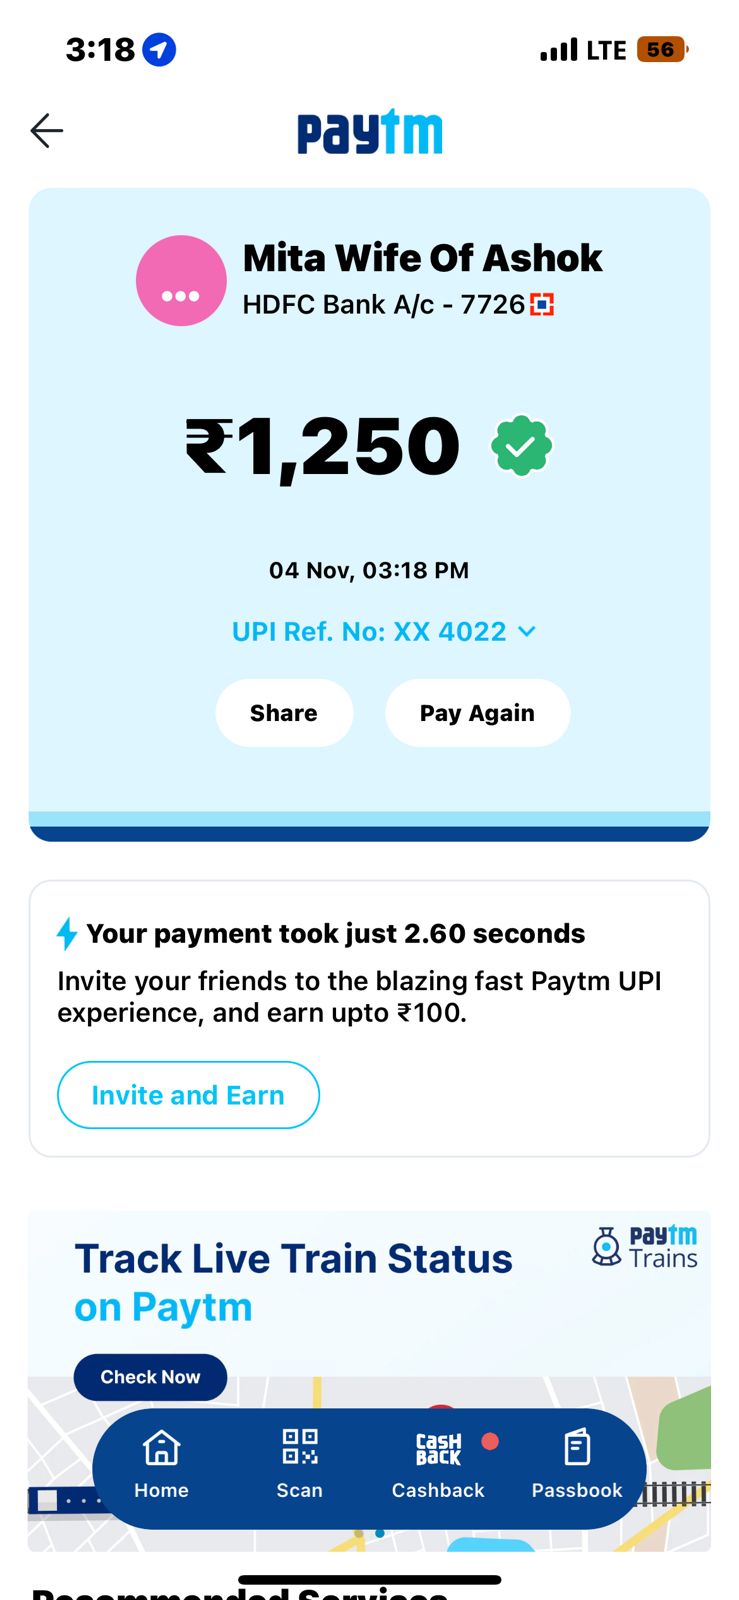 3:18 LTE 56
paytm
Mita Wife Of Ashok
HDFC Bank A/c - 7726
₹1,250
04 Nov, 03:18 PM
UPI Ref. No: XX 4022
Share Pay Again
Your payment took just 2.60 seconds
Invite your friends to the blazing fast Paytm UPI
experience, and earn upto ₹100.
Invite and Earn
Track Live Train Status
on Paytm
paytm
Trains
Check Now
CASH
BACK
Home Scan Cashback Passbook
Recommended Services